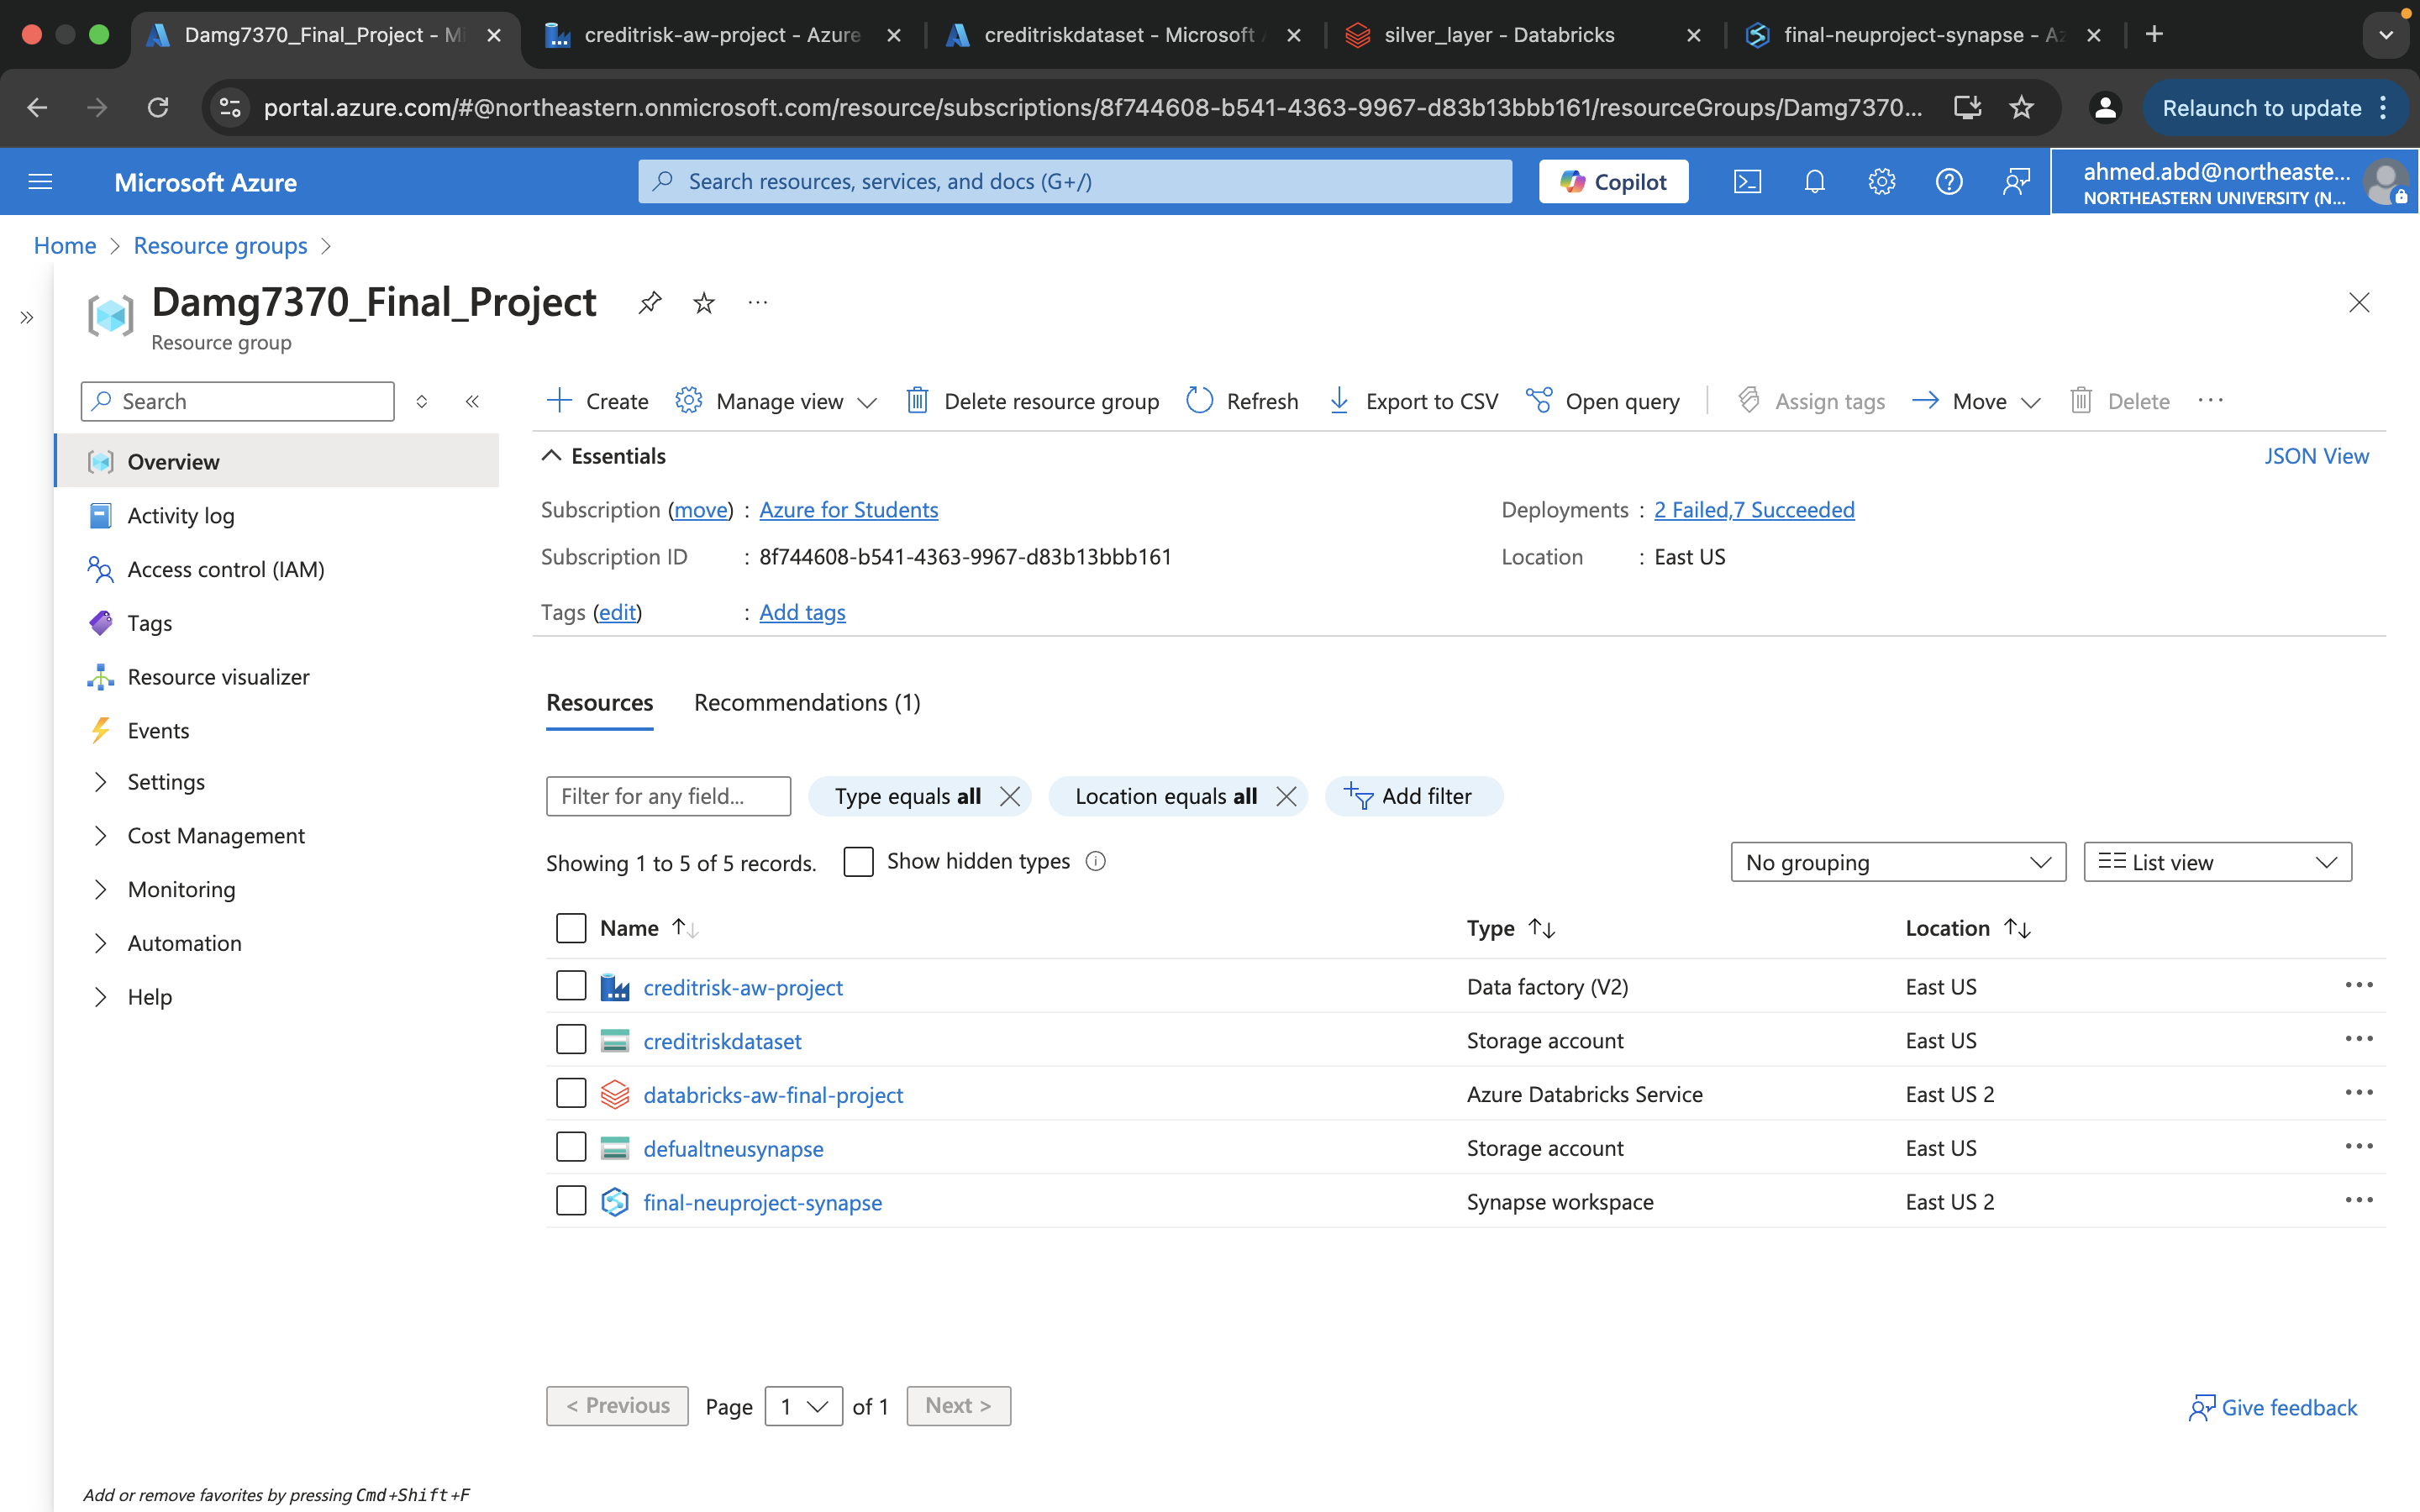 Damg7370_Final_Project - Mi
creditrisk-aw-project - Azure
creditriskdataset - Microsoft A
silver_layer - Databricks
final-neuproject-synapse - Az
portal.azure.com/#@northeastern.onmicrosoft.com/resource/subscriptions/8f744608-b541-4363-9967-d83b13bbb161/resourceGroups/Damg7370...
Relaunch to update
Microsoft Azure
Search resources, services, and docs (G+/)
Copilot
ahmed.abd@northeaste...
NORTHEASTERN UNIVERSITY (N...
Home > Resource groups >
Damg7370_Final_Project
...
Resource group
Search
Create
Manage view
Delete resource group
Refresh
Export to CSV
Open query
Assign tags
Move
Delete
...
Overview
Activity log
Access control (IAM)
Tags
Resource visualizer
Events
Settings
Cost Management
Monitoring
Automation
Help
Essentials
JSON View
Subscription (move) : Azure for Students
Deployments : 2 Failed,7 Succeeded
Subscription ID : 8f744608-b541-4363-9967-d83b13bbb161
Location : East US
Tags (edit) : Add tags
Resources
Recommendations (1)
Filter for any field...
Type equals all
Location equals all
Add filter
Showing 1 to 5 of 5 records.
Show hidden types
No grouping
List view
Name Type Location
creditrisk-aw-project Data factory (V2) East US
creditriskdataset Storage account East US
databricks-aw-final-project Azure Databricks Service East US 2
defualtneusynapse Storage account East US
final-neuproject-synapse Synapse workspace East US 2
< Previous Page 1 of 1 Next >
Give feedback
Add or remove favorites by pressing Cmd+Shift+F